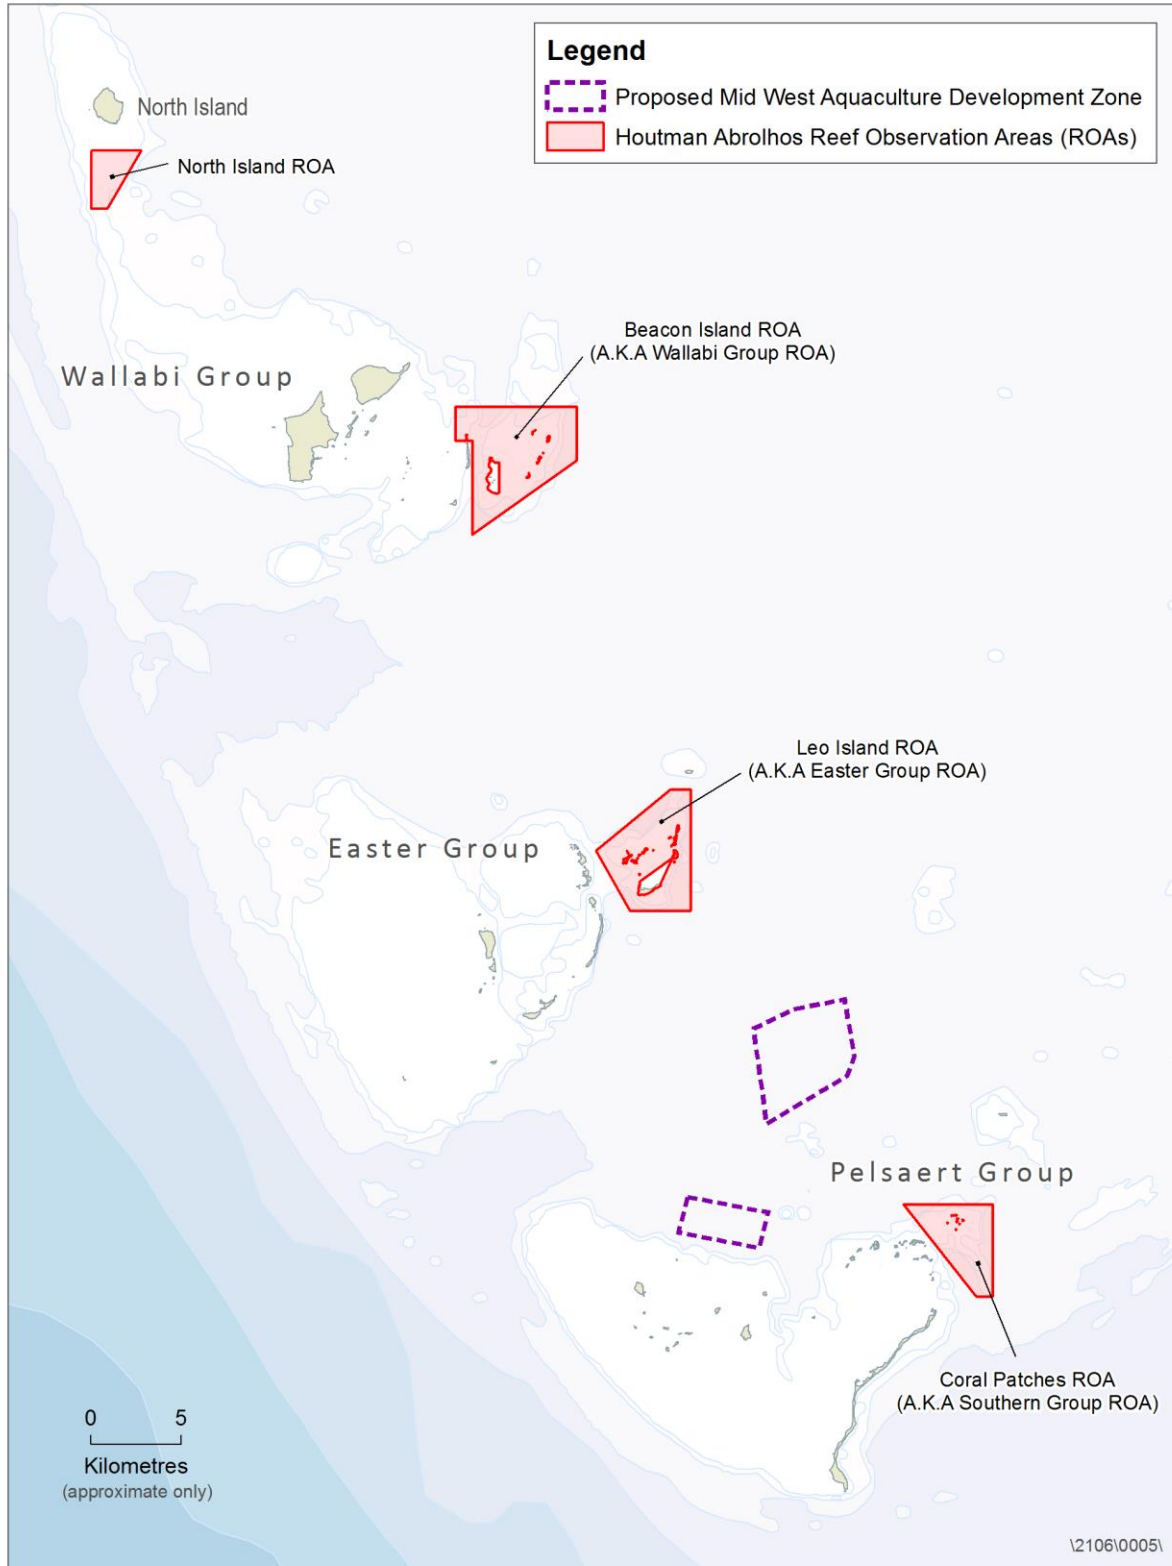 Legend
Proposed Mid West Aquaculture Development Zone
Houtman Abrolhos Reef Observation Areas (ROAs)
North Island
North Island ROA
Beacon Island ROA
(A.K.A Wallabi Group ROA)
Wallabi Group
Leo Island ROA
(A.K.A Easter Group ROA)
Easter Group
Pelsaert Group
Coral Patches ROA
(A.K.A Southern Group ROA)
0 5
Kilometres
(approximate only)
\2106\0005\